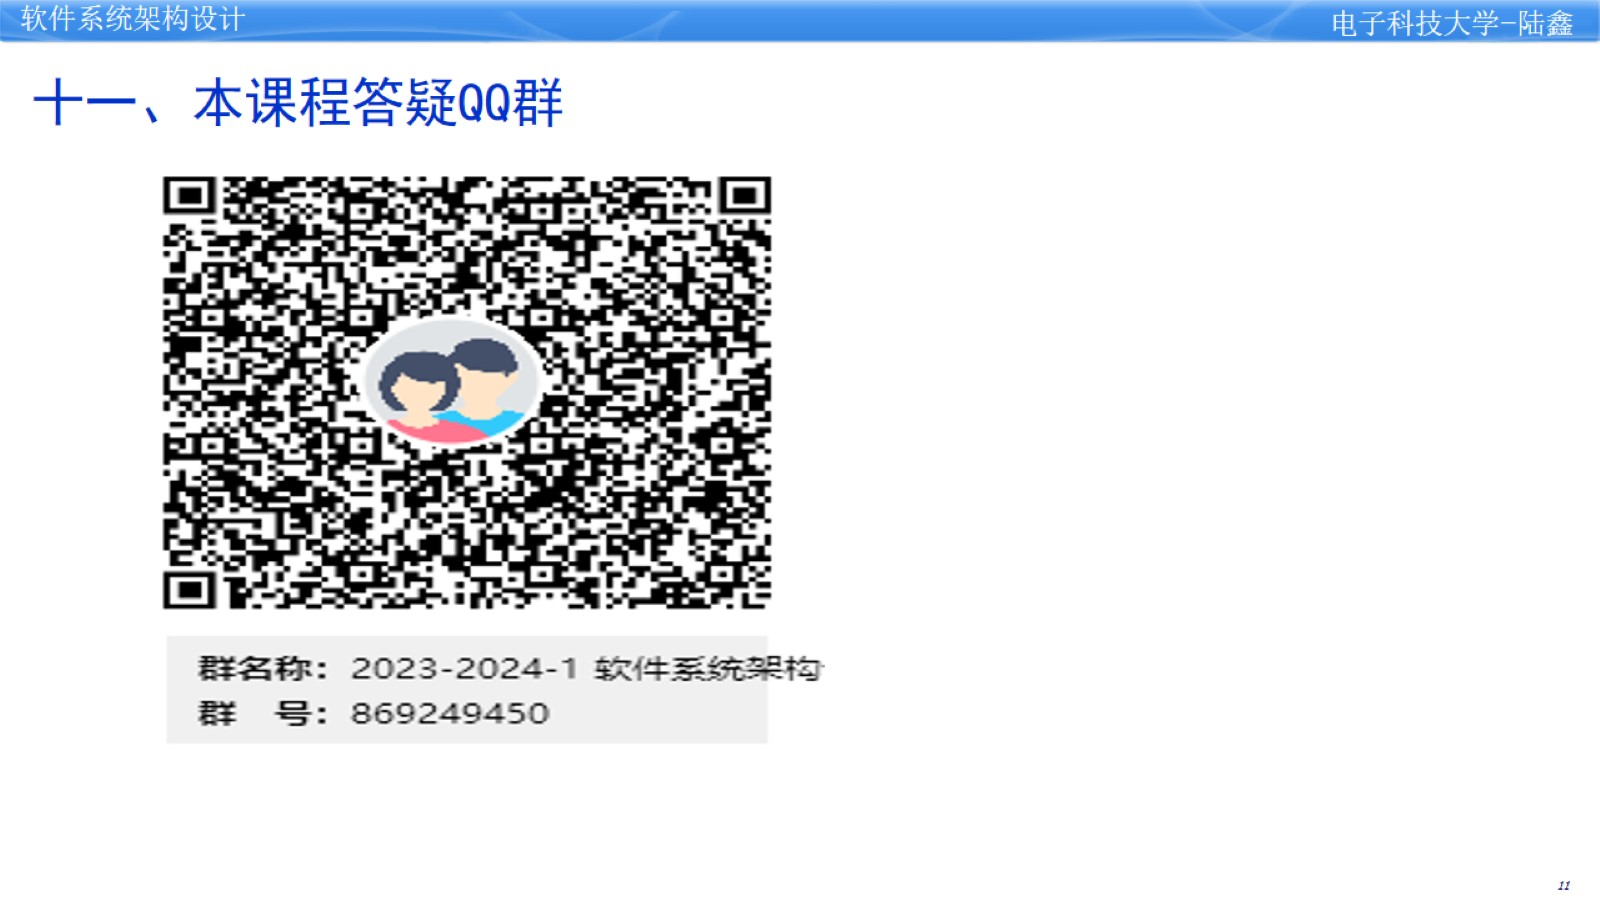 软件系统架构设计
电子科技大学-陆鑫
十一、本课程答疑QQ群
群名称：2023-2024-1 软件系统架构
群 号：869249450
11